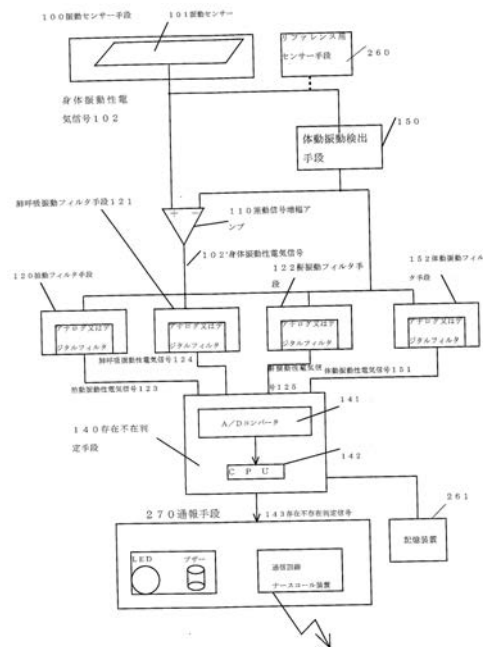 100振動センサー手段
101振動センサー
リファレンス用
センサー手段
260
身体振動性電
気信号102
150
体動振動検出
手段
肺呼吸振動フィルタ手段121
+ -
110差動信号増幅ア
ンプ
102'身体振動性電気信号
120拍動フィルタ手段
122鼾振動フィルタ手
段
152体動振動フィル
タ手段
アナログ又はデ
ジタルフィルタ
アナログ又はデ
ジタルフィルタ
アナログ又はデ
ジタルフィルタ
アナログ又はデ
ジタルフィルタ
肺呼吸振動性電気信号124
鼾振動性電気信
号125
体動振動性電気信号151
拍動振動性電気信号123
141
A/Dコンバータ
140存在不在判
定手段
142
CPU
143存在不存在判定信号
261
270通報手段
記憶装置
LED
ブザー
通信回線
ナースコール装置